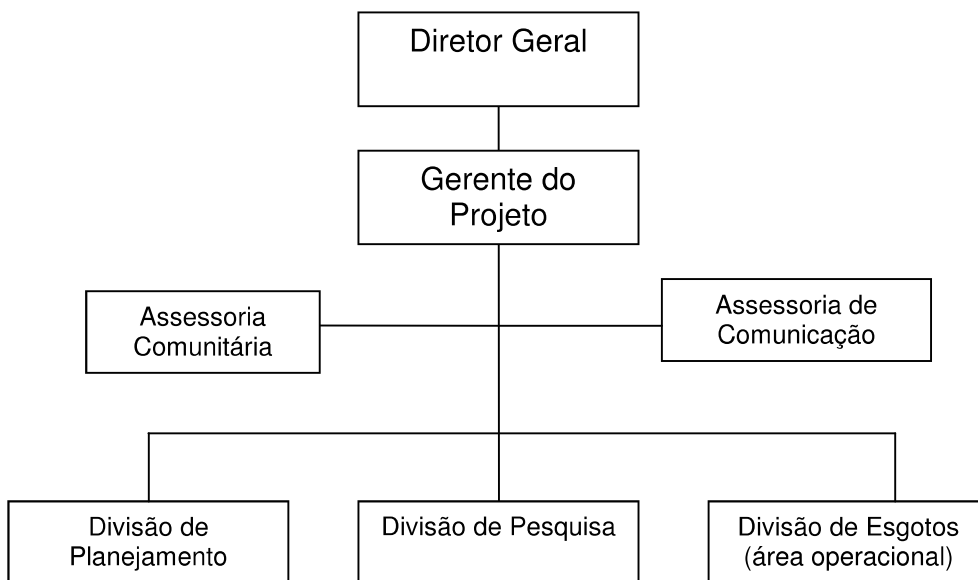 Diretor Geral
Gerente do
Projeto
Assessoria
Comunitária
Assessoria de
Comunicação
Divisão de
Planejamento
Divisão de Pesquisa
Divisão de Esgotos
(área operacional)